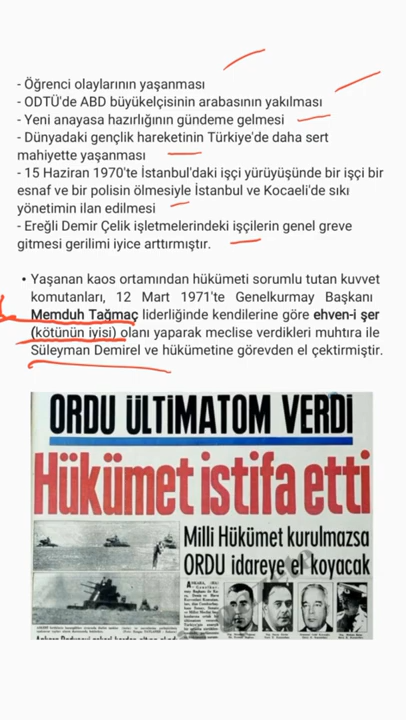 - Öğrenci olaylarının yaşanması
- ODTÜ'de ABD büyükelçisinin arabasının yakılması
- Yeni anayasa hazırlığının gündeme gelmesi
- Dünyadaki gençlik hareketinin Türkiye'de daha sert
mahiyette yaşanması
- 15 Haziran 1970'te İstanbul'daki işçi yürüyüşünde bir işçi bir
esnaf ve bir polisin ölmesiyle İstanbul ve Kocaeli'de sıkı
yönetimin ilan edilmesi
- Ereğli Demir Çelik işletmelerindeki işçilerin genel greve
gitmesi gerilimi iyice arttırmıştır.
• Yaşanan kaos ortamından hükümeti sorumlu tutan kuvvet
komutanları, 12 Mart 1971'te Genelkurmay Başkanı
Memduh Tağmaç liderliğinde kendilerine göre ehven-i şer
(kötünün iyisi) olanı yaparak meclise verdikleri muhtıra ile
Süleyman Demirel ve hükümetine görevden el çektirmiştir.
ORDU ÜLTİMATOM VERDİ
Hükümet istifa etti
Milli Hükümet kurulmazsa
ORDU idareye el koyacak